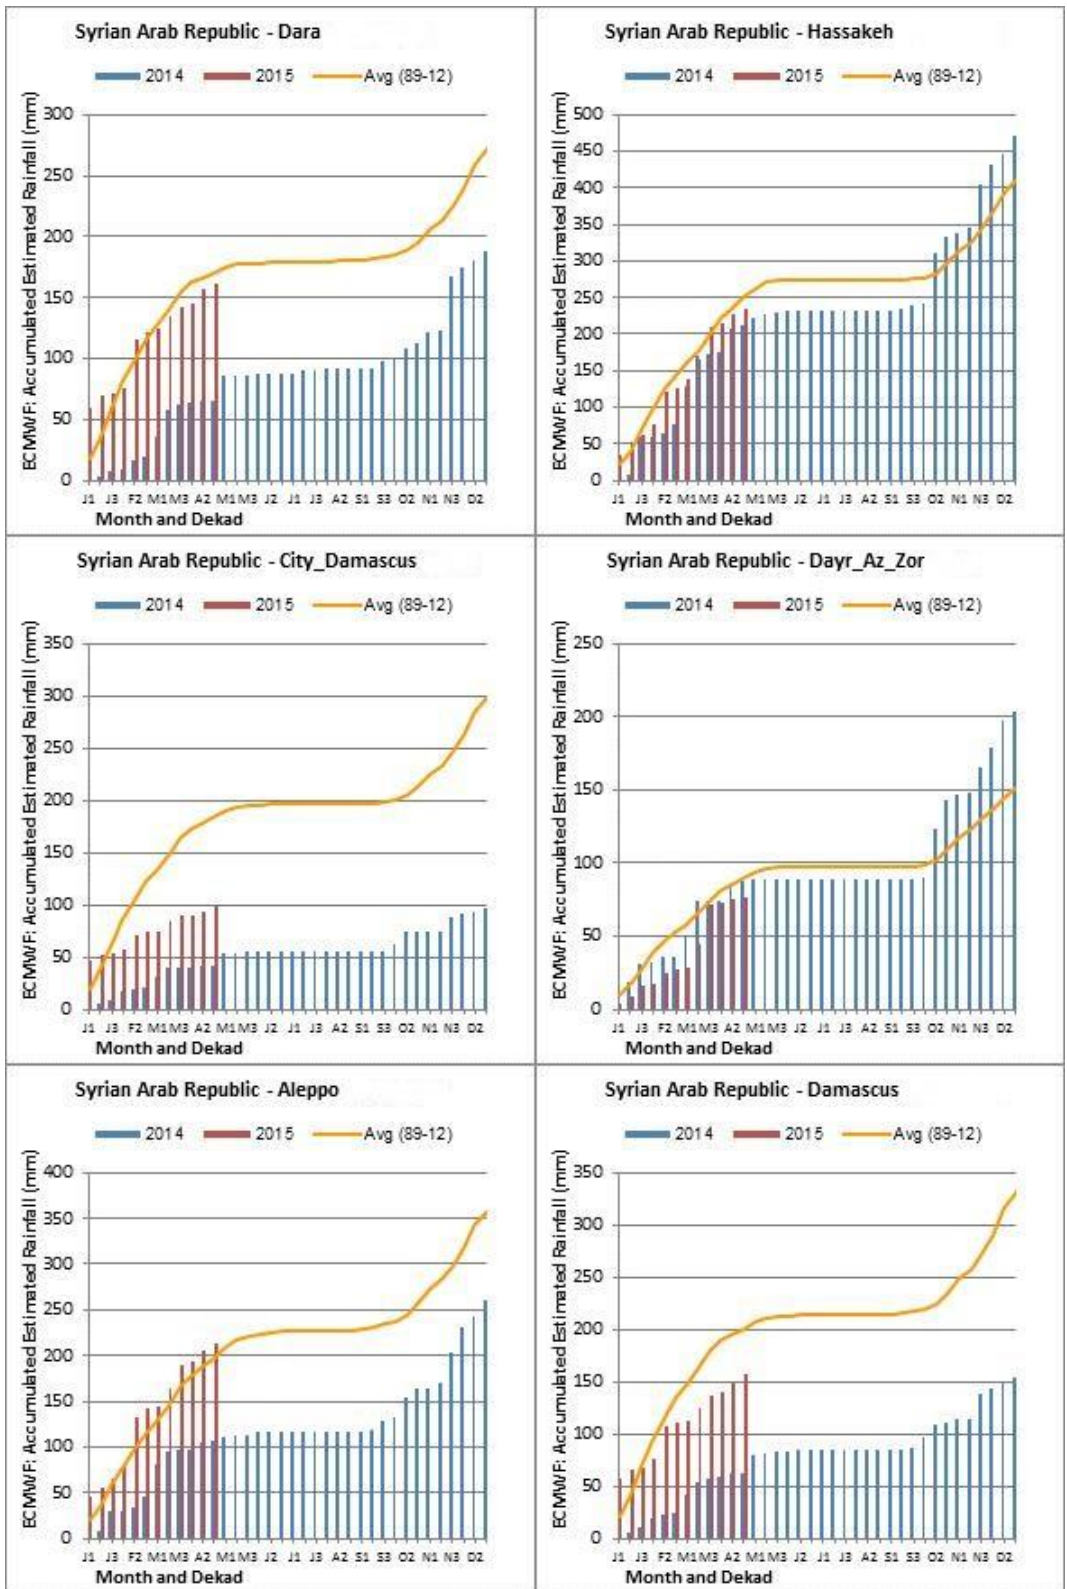 Syrian Arab Republic - Dara
2014 2015 Avg (89-12)
ECMWF: Accumulated Estimated Rainfall (mm)
300
250
200
150
100
50
0
J1 J3 F2 M1 M3 A2 M1 M3 J2 J1 J3 A2 S1 S3 O2 N1 N3 D2
Month and Dekad
Syrian Arab Republic - Hassakeh
2014 2015 Avg (89-12)
ECMWF: Accumulated Estimated Rainfall (mm)
500
450
400
350
300
250
200
150
100
50
0
J1 J3 F2 M1 M3 A2 M1 M3 J2 J1 J3 A2 S1 S3 O2 N1 N3 D2
Month and Dekad
Syrian Arab Republic - City_Damascus
2014 2015 Avg (89-12)
ECMWF: Accumulated Estimated Rainfall (mm)
350
300
250
200
150
100
50
0
J1 J3 F2 M1 M3 A2 M1 M3 J2 J1 J3 A2 S1 S3 O2 N1 N3 D2
Month and Dekad
Syrian Arab Republic - Dayr_Az_Zor
2014 2015 Avg (89-12)
ECMWF: Accumulated Estimated Rainfall (mm)
250
200
150
100
50
0
J1 J3 F2 M1 M3 A2 M1 M3 J2 J1 J3 A2 S1 S3 O2 N1 N3 D2
Month and Dekad
Syrian Arab Republic - Aleppo
2014 2015 Avg (89-12)
ECMWF: Accumulated Estimated Rainfall (mm)
400
350
300
250
200
150
100
50
0
J1 J3 F2 M1 M3 A2 M1 M3 J2 J1 J3 A2 S1 S3 O2 N1 N3 D2
Month and Dekad
Syrian Arab Republic - Damascus
2014 2015 Avg (89-12)
ECMWF: Accumulated Estimated Rainfall (mm)
350
300
250
200
150
100
50
0
J1 J3 F2 M1 M3 A2 M1 M3 J2 J1 J3 A2 S1 S3 O2 N1 N3 D2
Month and Dekad